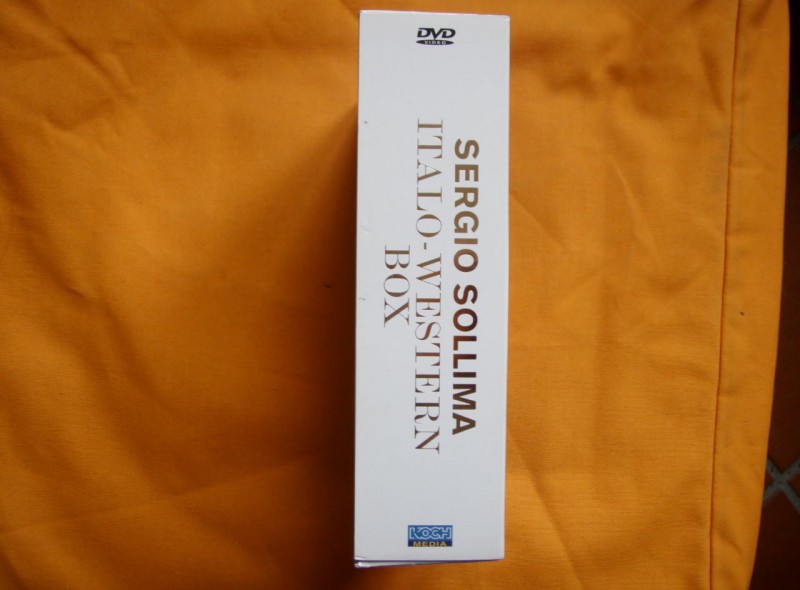 DVD
VIDEO
SERGIO SOLLIMA
ITALO-WESTERN
BOX
KOCH
MEDIA